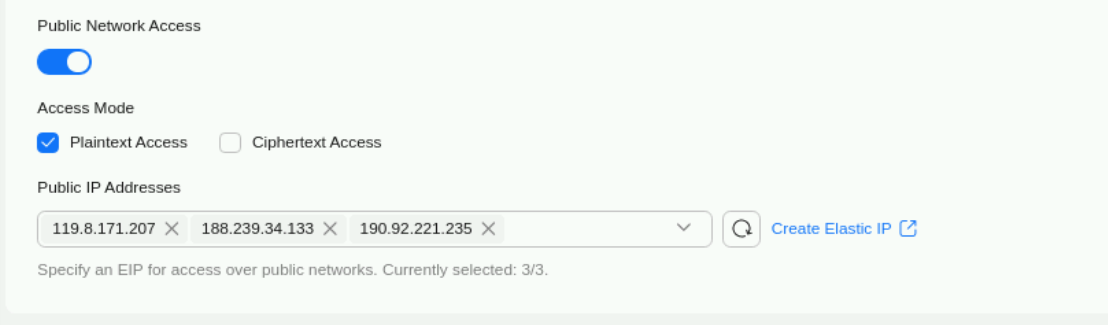 Public Network Access
Access Mode
Plaintext Access Ciphertext Access
Public IP Addresses
119.8.171.207 188.239.34.133 190.92.221.235 Create Elastic IP
Specify an EIP for access over public networks. Currently selected: 3/3.